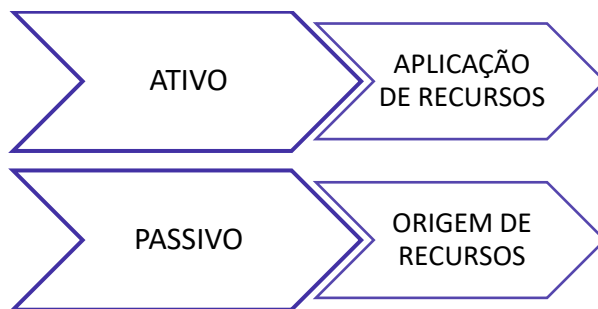 ATIVO
APLICAÇÃO
DE RECURSOS
PASSIVO
ORIGEM DE
RECURSOS